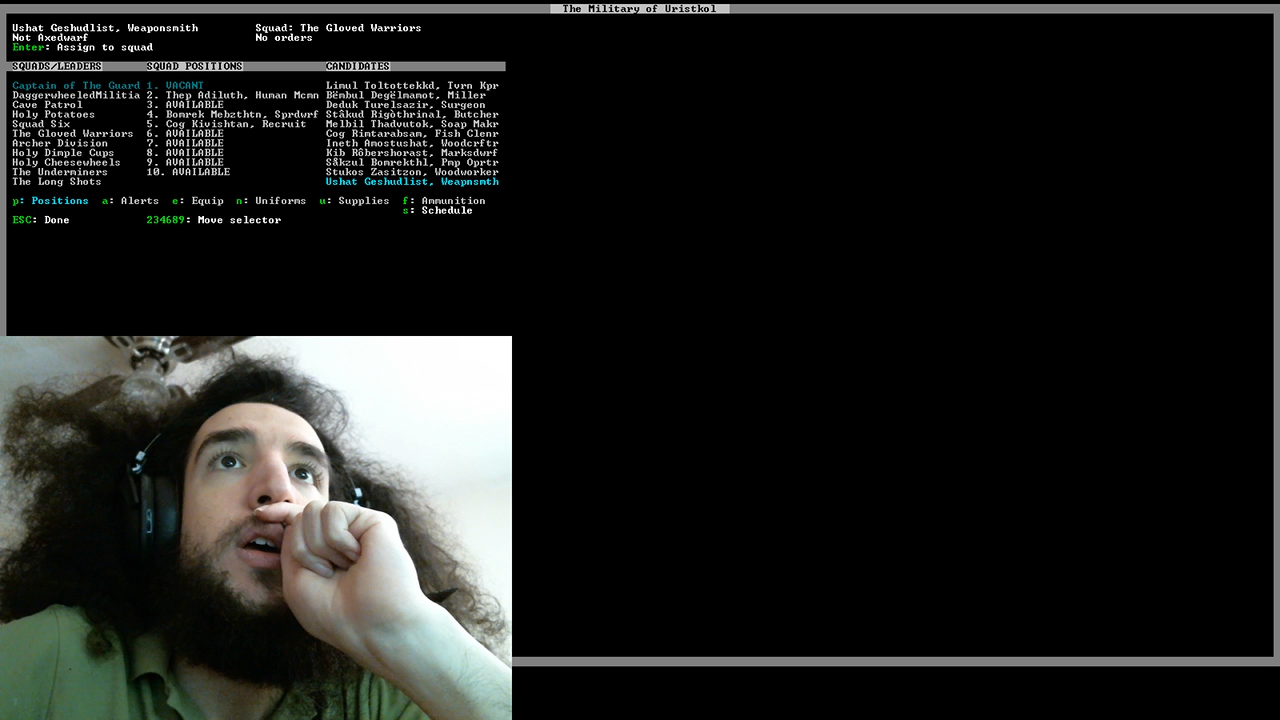 The Military of Uristkol
Ushat Geshudlist, Weaponsmith Squad: The Gloved Warriors
Not Axedwarf No orders
Enter: Assign to squad
SQUADS/LEADERS SQUAD POSITIONS CANDIDATES
Captain of The Guard 1. VACANT Limul Toltottekkd, Tvrn Kpr
DaggerwheeledMilitia 2. Thep Adiluth, Human Mcmn Bëmbul Degëlmamot, Miller
Cave Patrol 3. AVAILABLE Deduk Turelsazir, Surgeon
Holy Potatoes 4. Bomrek Mebzthtn, Sprdwrf Stâkud Rigòthrinal, Butcher
Squad Six 5. Cog Kivishtan, Recruit Melbil Thadvutok, Soap Makr
The Gloved Warriors 6. AVAILABLE Cog Rimtarabsam, Fish Clenr
Archer Division 7. AVAILABLE Ineth Amostushat, Woodcrftr
Holy Dimple Cups 8. AVAILABLE Kib Rôbershorast, Marksdwrf
Holy Cheesewheels 9. AVAILABLE Såkzul Bomrekthl, Pmp Oprtr
The Underminers 10. AVAILABLE Stukos Zasitzon, Woodworker
The Long Shots Ushat Geshudlist, Weapnsmth
p: Positions a: Alerts e: Equip n: Uniforms u: Supplies f: Ammunition
s: Schedule
ESC: Done 234689: Move selector